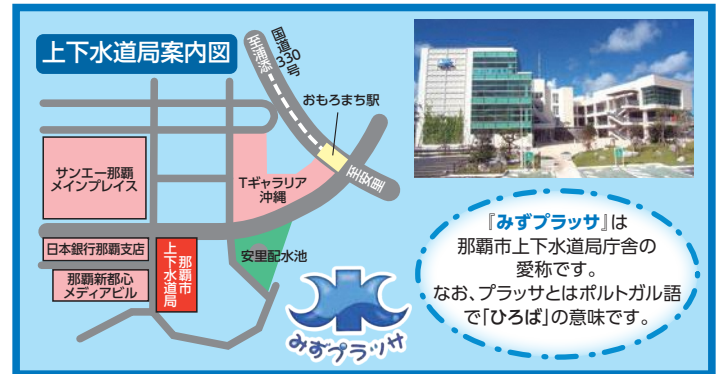 上下水道局案内図
至浦添
国道
330号
おもろまち駅
至安里
サンエー那覇
メインプレイス
Tギャラリア
沖縄
日本銀行那覇支店
那覇新都心
メディアビル
那覇市
上下水道局
安里配水池
みずプラッサ
『みずプラッサ』は
那覇市上下水道局庁舎の
愛称です。
なお、プラッサとはポルトガル語
で「ひろば」の意味です。